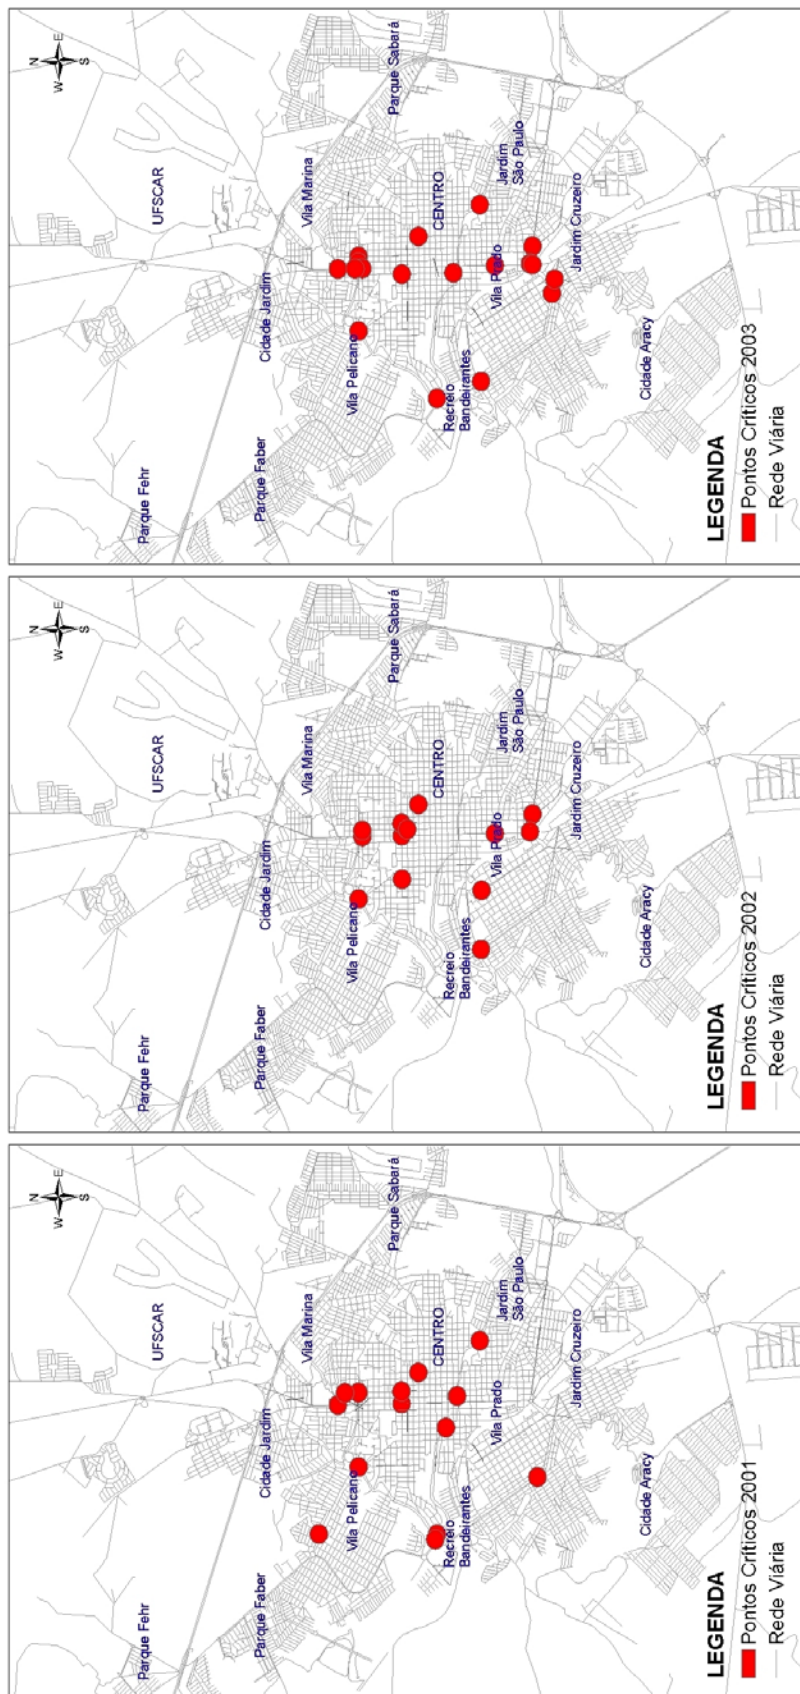 N
W E
S
UFSCAR
Parque Fehr
Cidade Jardim
Vila Marina
Parque Faber
Vila Pelicano
Parque Sabará
CENTRO
Recreio
Bandeirantes
Vila Prado
Jardim
São Paulo
Jardim Cruzeiro
Cidade Aracy
LEGENDA
Pontos Críticos 2003
Rede Viária
N
W E
S
UFSCAR
Parque Fehr
Cidade Jardim
Vila Marina
Parque Faber
Vila Pelicano
Parque Sabará
CENTRO
Recreio
Bandeirantes
Vila Prado
Jardim
São Paulo
Jardim Cruzeiro
Cidade Aracy
LEGENDA
Pontos Críticos 2002
Rede Viária
N
W E
S
UFSCAR
Parque Fehr
Cidade Jardim
Vila Marina
Parque Faber
Vila Pelicano
Parque Sabará
CENTRO
Recreio
Bandeirantes
Vila Prado
Jardim
São Paulo
Jardim Cruzeiro
Cidade Aracy
LEGENDA
Pontos Críticos 2001
Rede Viária